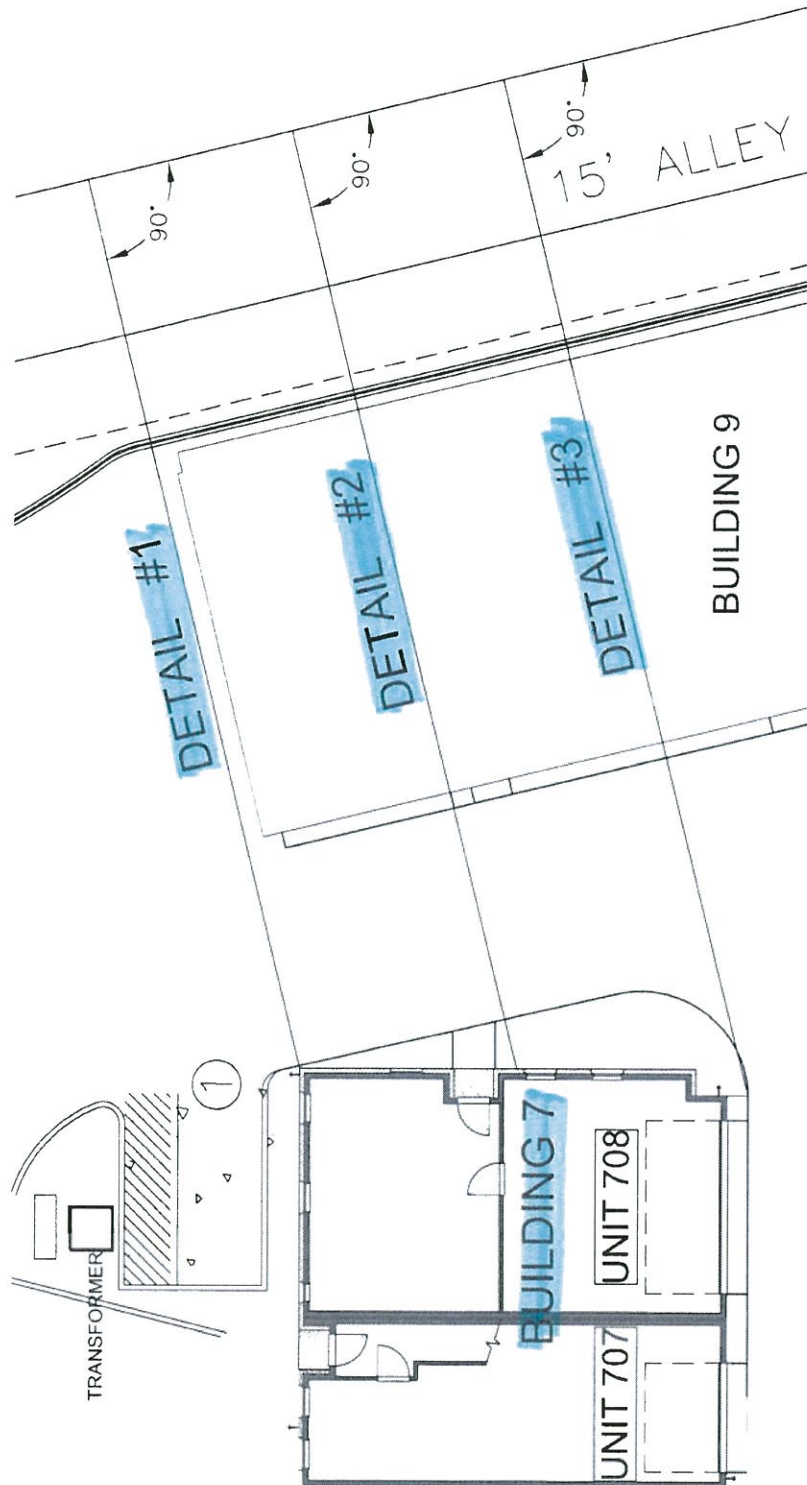 90°
90°
90°
15' ALLEY
DETAIL #1
DETAIL #2
DETAIL #3
BUILDING 9
1
TRANSFORMER
BUILDING 7
UNIT 708
UNIT 707